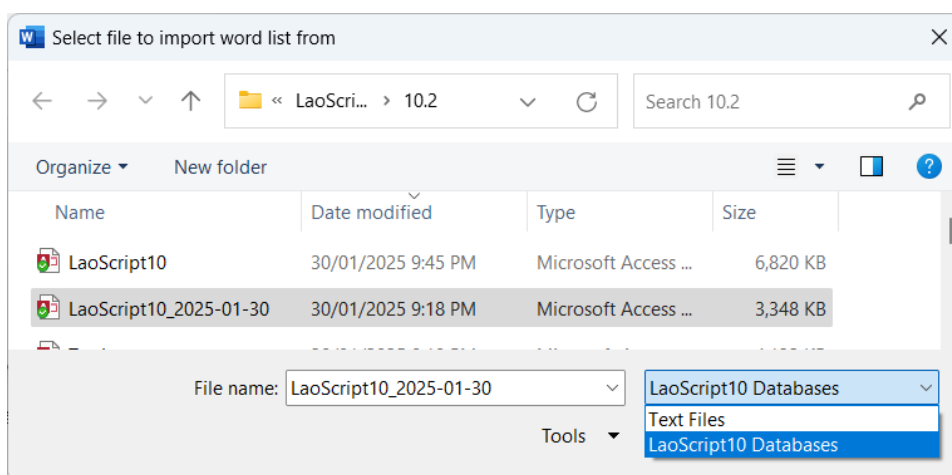 Select file to import word list from
« LaoScri... › 10.2
Search 10.2
Organize
New folder
Name Date modified Type Size
LaoScript10 30/01/2025 9:45 PM Microsoft Access ... 6,820 KB
LaoScript10_2025-01-30 30/01/2025 9:18 PM Microsoft Access ... 3,348 KB
File name: LaoScript10_2025-01-30 LaoScript10 Databases
Text Files
Tools LaoScript10 Databases